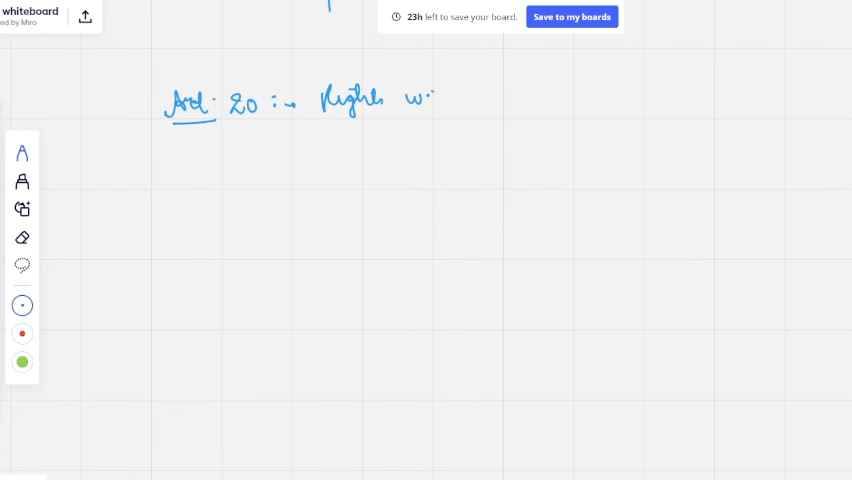 whiteboard
ed by Miro
23h left to save your board.
Save to my boards
Art. 20 :→ Rights w.